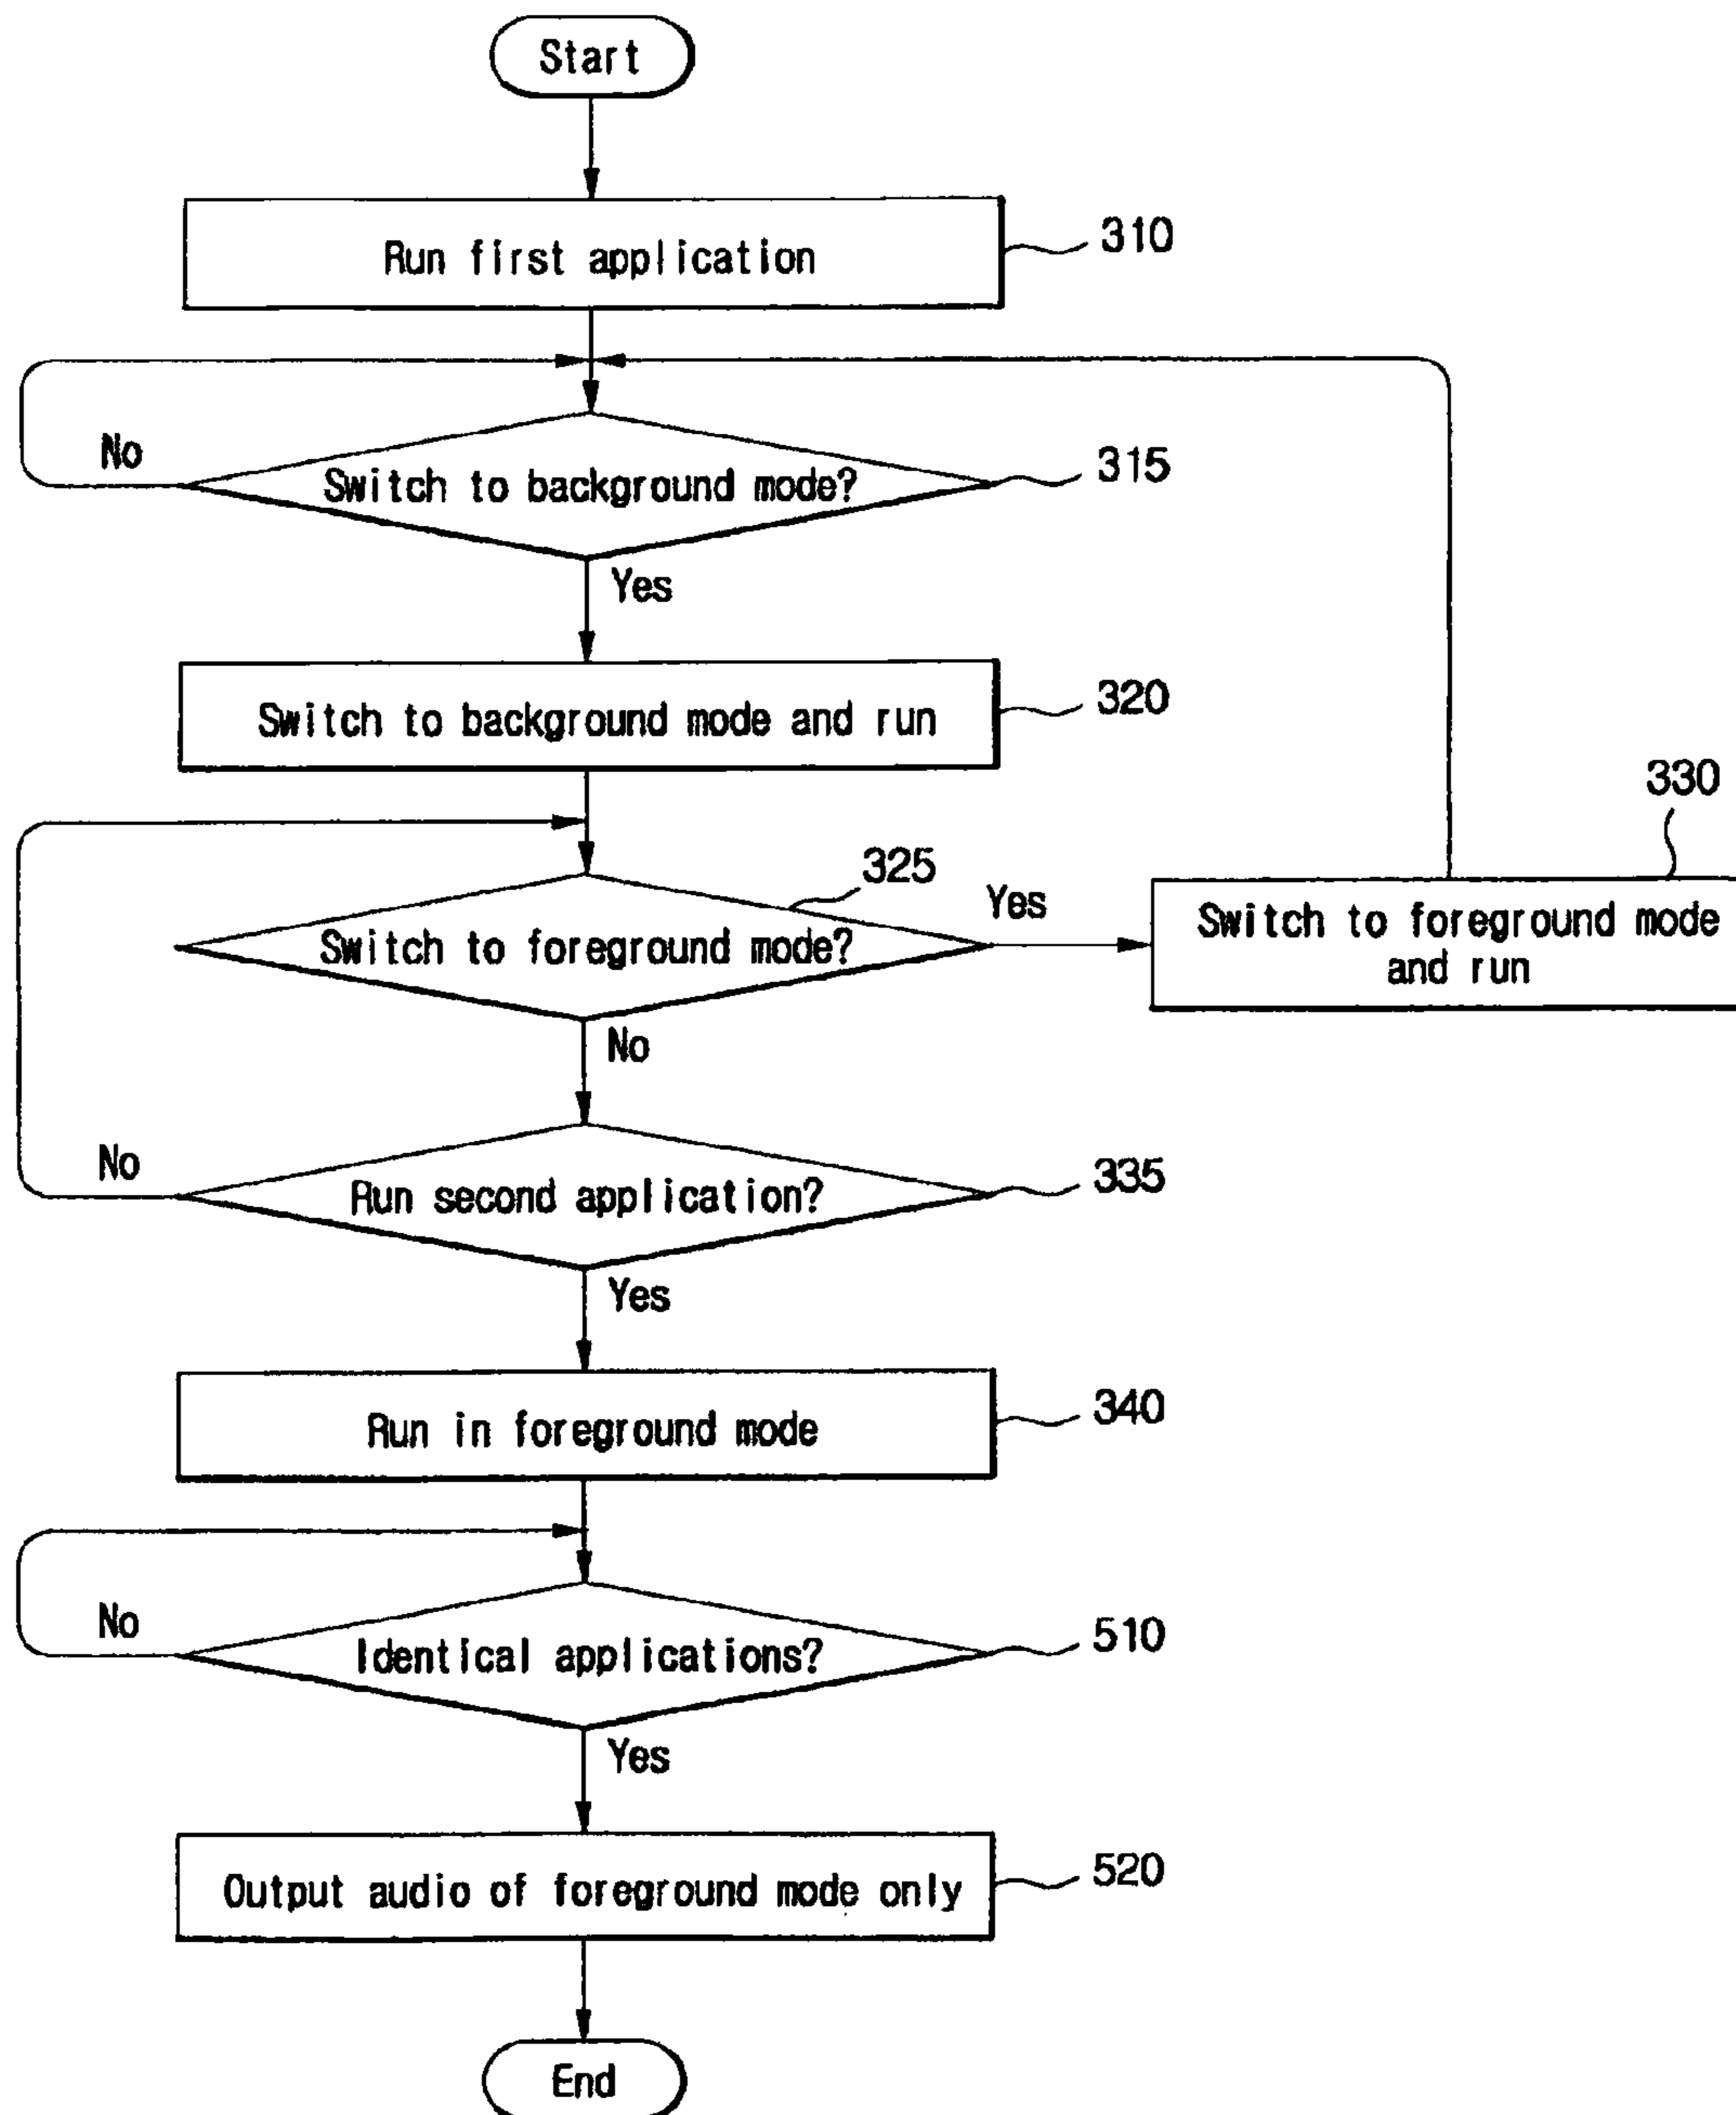 Start
Run first application
310
No
Switch to background mode?
315
Yes
Switch to background mode and run
320
330
325
Yes
Switch to foreground mode?
Switch to foreground mode
and run
No
No
Run second application?
335
Yes
Run in foreground mode
340
No
Identical applications?
510
Yes
Output audio of foreground mode only
520
End